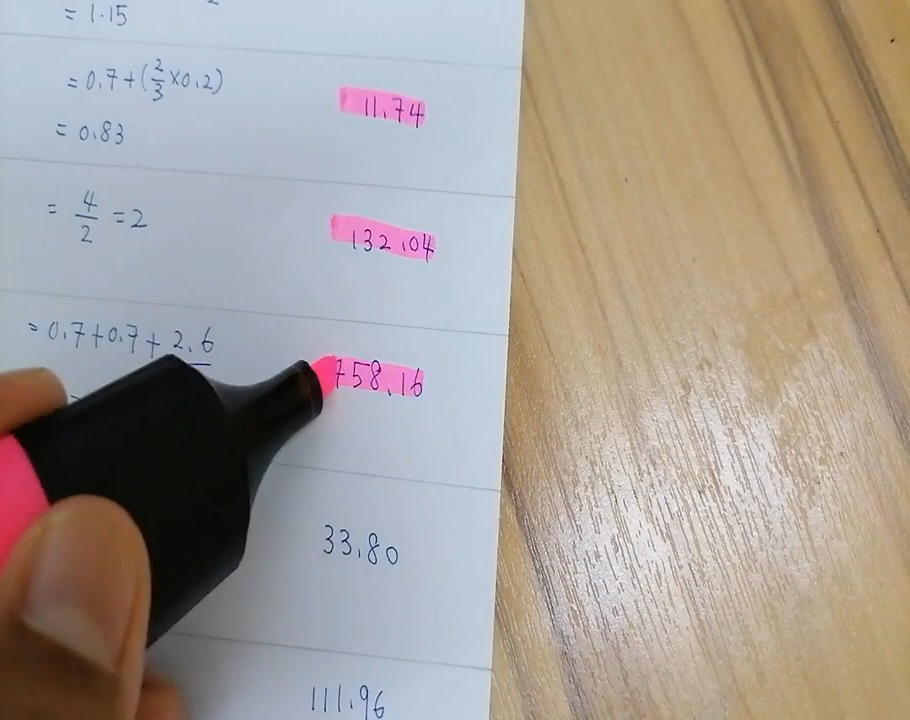 = 1.15
= 0.7 + (2/3 × 0.2)
11.74
= 0.83
= 4/2 = 2
132.04
= 0.7 + 0.7 + 2.6
758.16
33.80
111.96